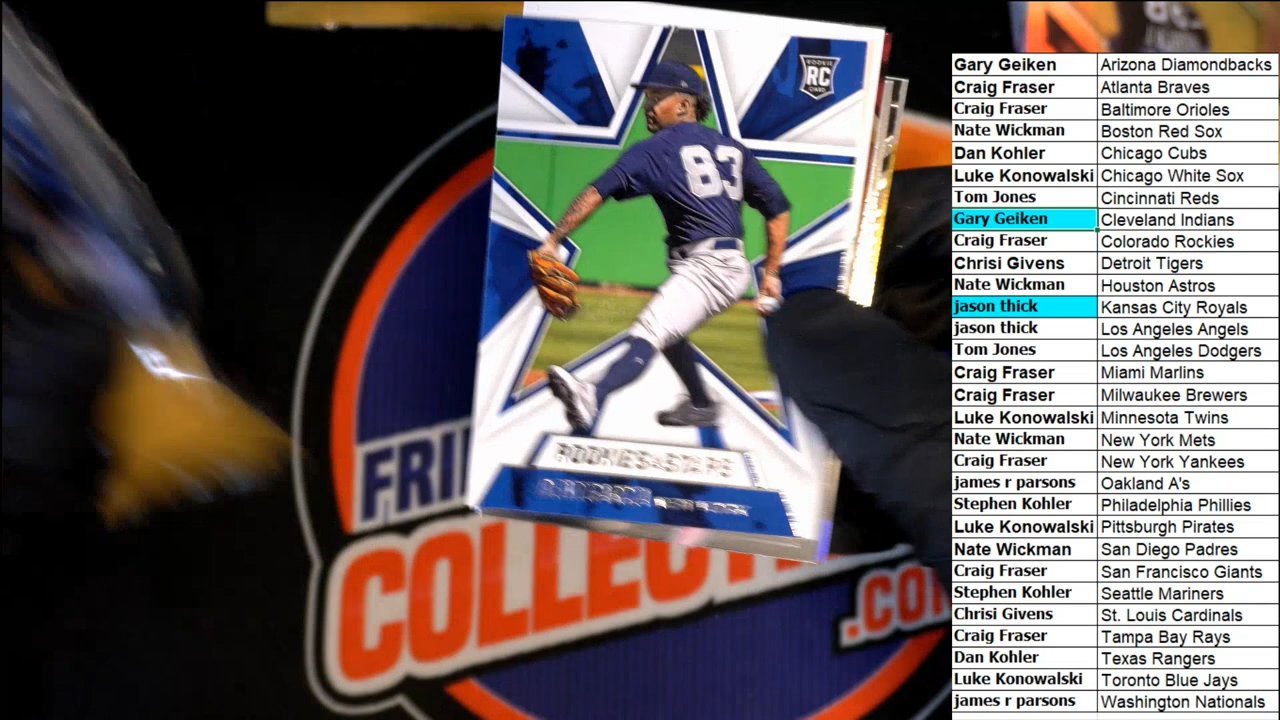 ROOKIE
RC
CARD
83
ROOKIES & STARS
FRI
COLLECT
.CO
Gary Geiken Arizona Diamondbacks
Craig Fraser Atlanta Braves
Craig Fraser Baltimore Orioles
Nate Wickman Boston Red Sox
Dan Kohler Chicago Cubs
Luke Konowalski Chicago White Sox
Tom Jones Cincinnati Reds
Gary Geiken Cleveland Indians
Craig Fraser Colorado Rockies
Chrisi Givens Detroit Tigers
Nate Wickman Houston Astros
jason thick Kansas City Royals
jason thick Los Angeles Angels
Tom Jones Los Angeles Dodgers
Craig Fraser Miami Marlins
Craig Fraser Milwaukee Brewers
Luke Konowalski Minnesota Twins
Nate Wickman New York Mets
Craig Fraser New York Yankees
james r parsons Oakland A's
Stephen Kohler Philadelphia Phillies
Luke Konowalski Pittsburgh Pirates
Nate Wickman San Diego Padres
Craig Fraser San Francisco Giants
Stephen Kohler Seattle Mariners
Chrisi Givens St. Louis Cardinals
Craig Fraser Tampa Bay Rays
Dan Kohler Texas Rangers
Luke Konowalski Toronto Blue Jays
james r parsons Washington Nationals